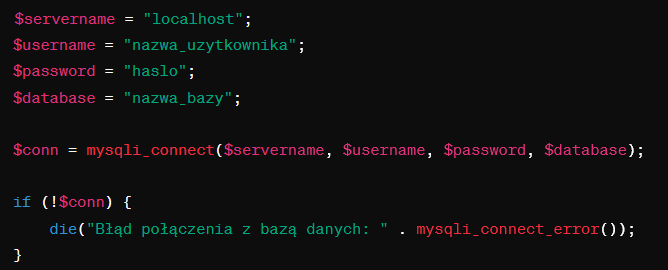 $servername = "localhost";
$username = "nazwa_uzytkownika";
$password = "haslo";
$database = "nazwa_bazy";
$conn = mysqli_connect($servername, $username, $password, $database);
if (!$conn) {
    die("Błąd połączenia z bazą danych: " . mysqli_connect_error());
}